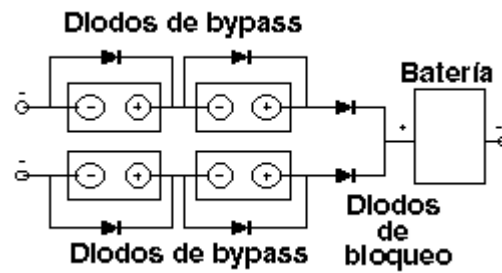 Diodos de bypass
Batería
- - + - + + -
- - + - +
Diodos de bypass
Diodos
de
bloqueo